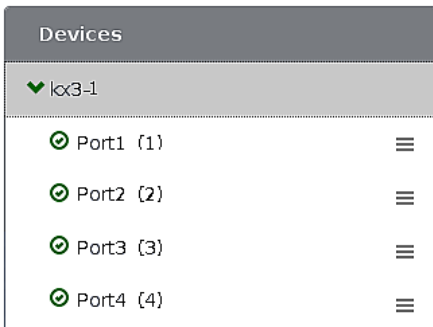 Devices
kx3-1
Port1 (1)
Port2 (2)
Port3 (3)
Port4 (4)